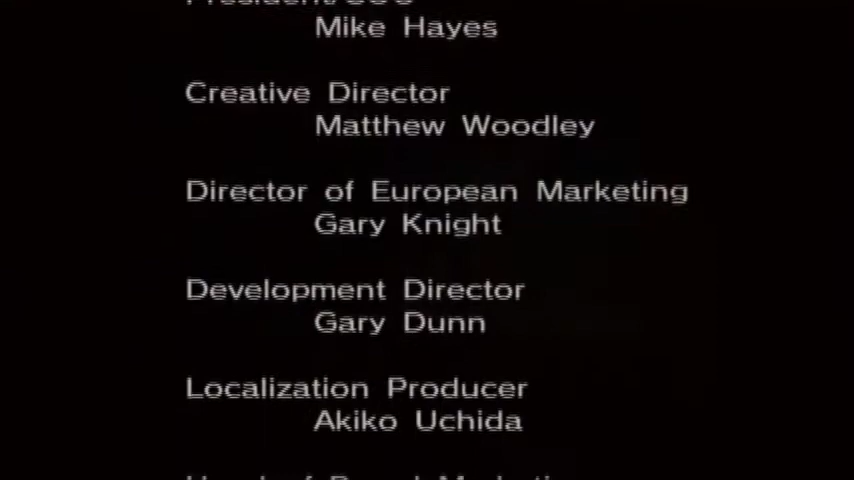 Mike Hayes
Creative Director
Matthew Woodley
Director of European Marketing
Gary Knight
Development Director
Gary Dunn
Localization Producer
Akiko Uchida